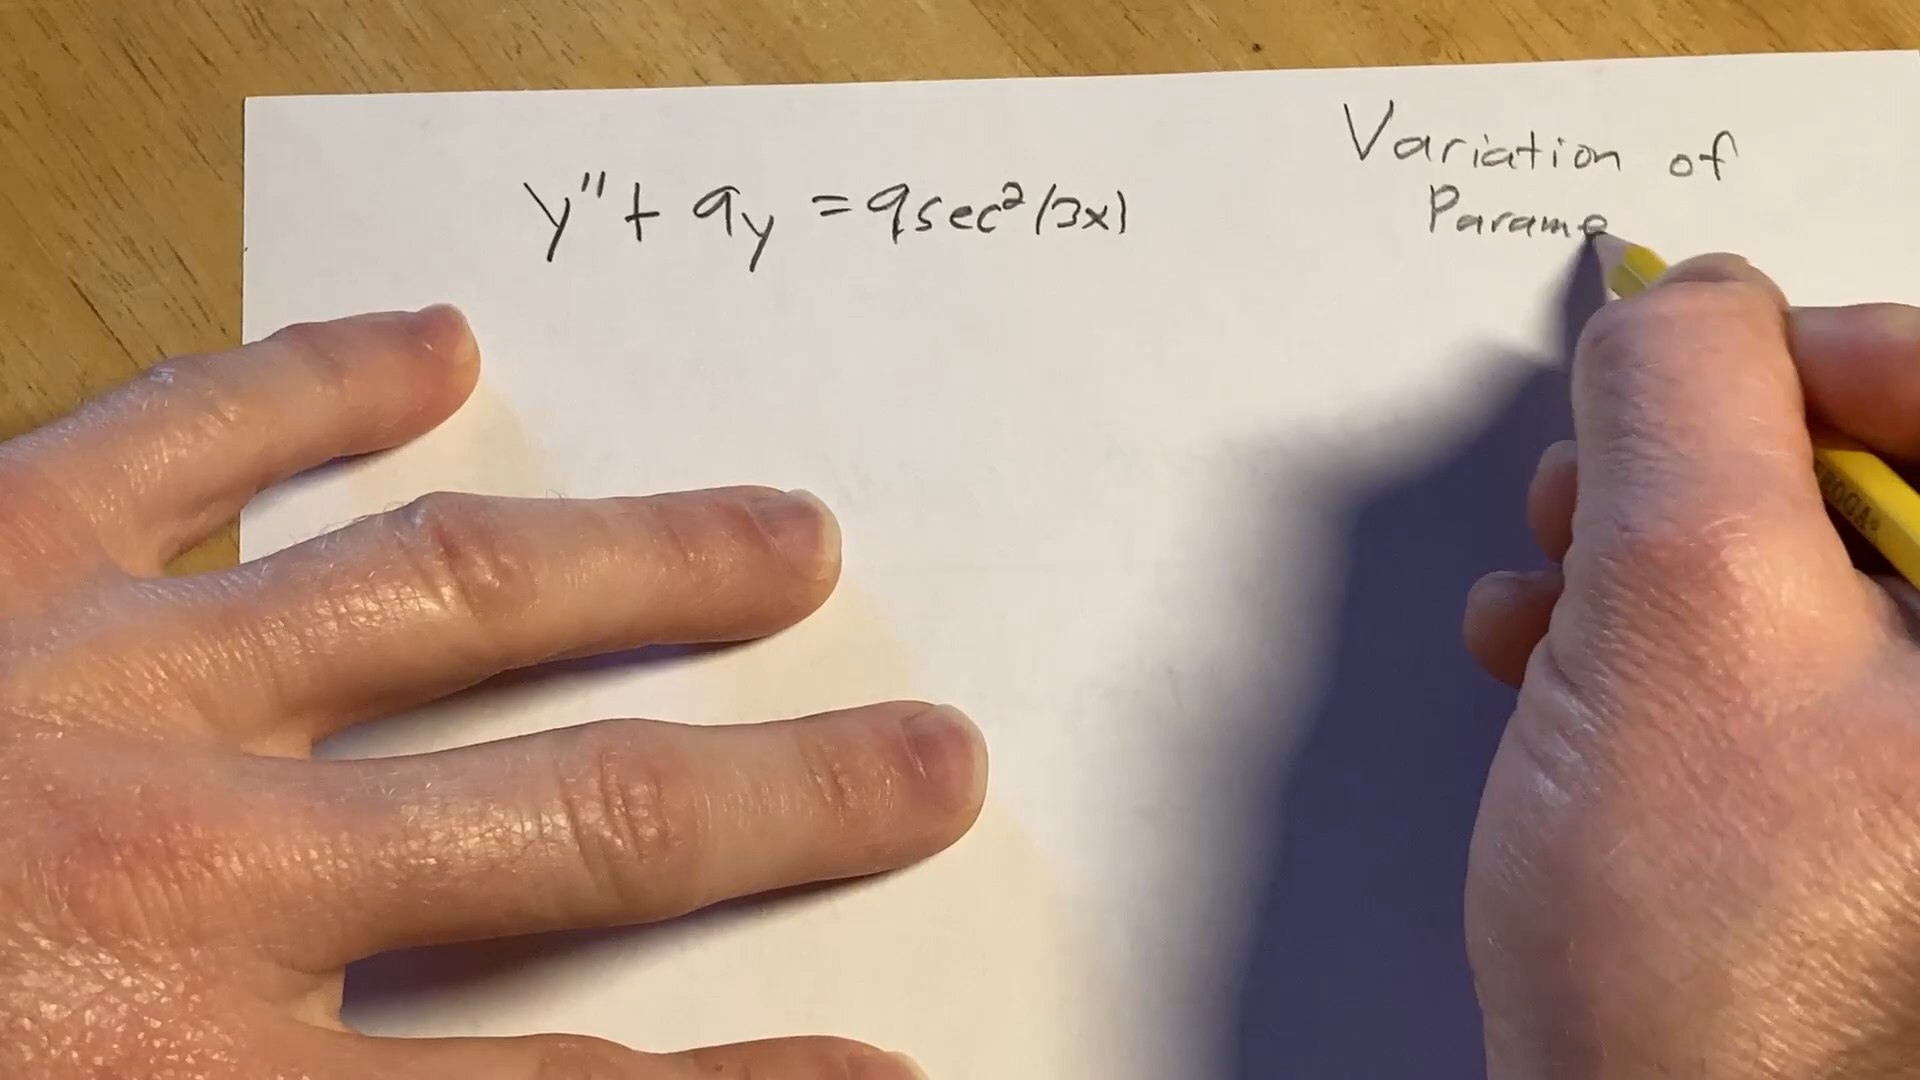 y″ + 9y = 9sec²(3x)
Variation of
Parame